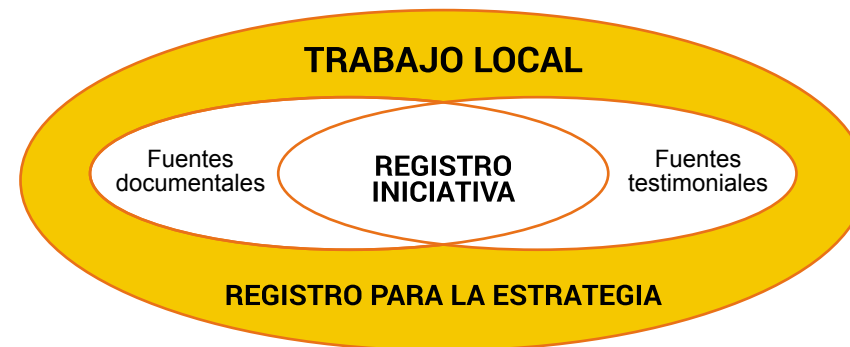 TRABAJO LOCAL
Fuentes
documentales
REGISTRO
INICIATIVA
Fuentes
testimoniales
REGISTRO PARA LA ESTRATEGIA